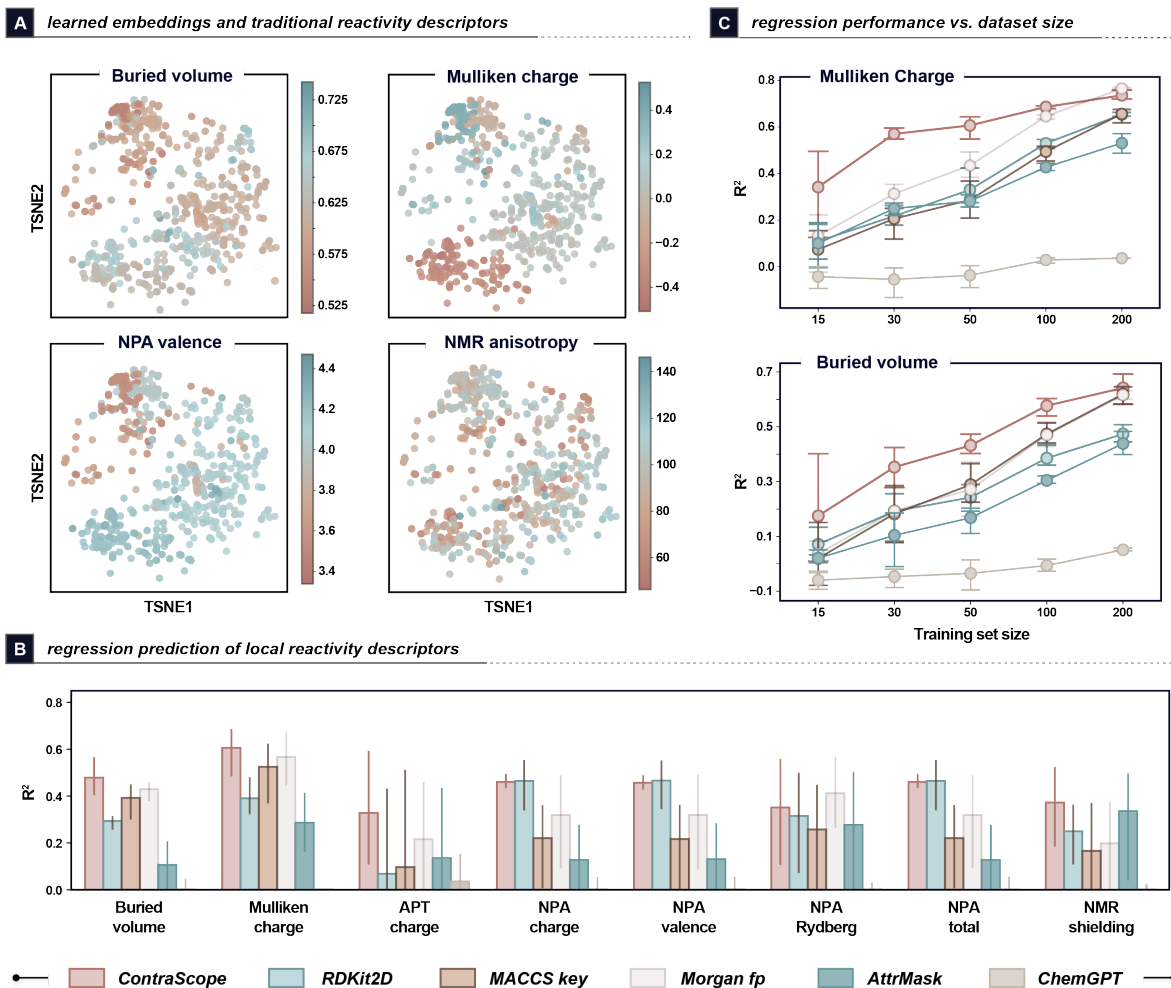 A learned embeddings and traditional reactivity descriptors
Buried volume
0.725
0.675
0.625
0.575
0.525
TSNE2
Mulliken charge
0.4
0.2
0.0
−0.2
−0.4
NPA valence
4.4
4.2
4.0
3.8
3.6
3.4
TSNE2
TSNE1
NMR anisotropy
140
120
100
80
60
TSNE1
C regression performance vs. dataset size
Mulliken Charge
0.8
0.6
0.4
0.2
0.0
R²
15 30 50 100 200
Buried volume
0.7
0.5
0.3
0.1
−0.1
R²
15 30 50 100 200
Training set size
B regression prediction of local reactivity descriptors
0.8
0.6
0.4
0.2
0.0
R²
Buried volume
Mulliken charge
APT charge
NPA charge
NPA valence
NPA Rydberg
NPA total
NMR shielding
ContraScope RDKit2D MACCS key Morgan fp AttrMask ChemGPT